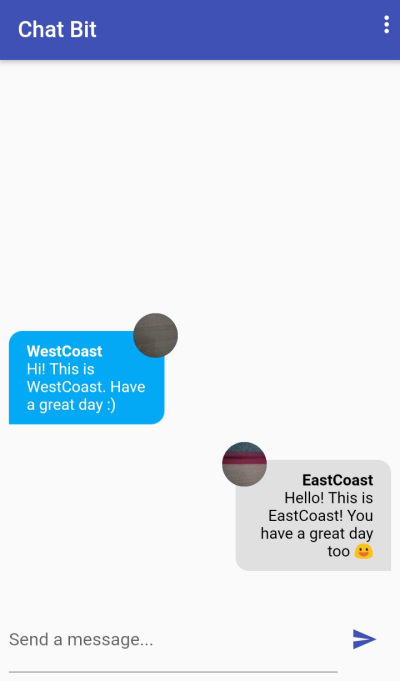 Chat Bit
WestCoast
Hi! This is
WestCoast. Have
a great day :)
EastCoast
Hello! This is
EastCoast! You
have a great day
too 😀
Send a message...